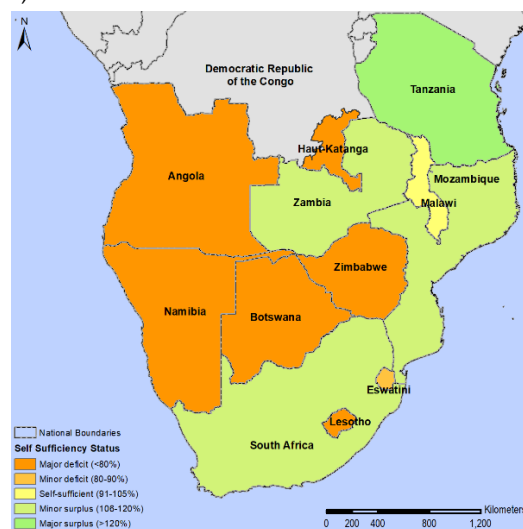 N
Democratic Republic
of the Congo
Tanzania
Haut-Katanga
Angola
Mozambique
Malawi
Zambia
Zimbabwe
Namibia
Botswana
Eswatini
Lesotho
South Africa
National Boundaries
Self Sufficiency Status
Major deficit (<80%)
Minor deficit (80-90%)
Self-sufficient (91-105%)
Minor surplus (106-120%)
Major surplus (>120%)
Kilometer
0 200 400 800 1,200